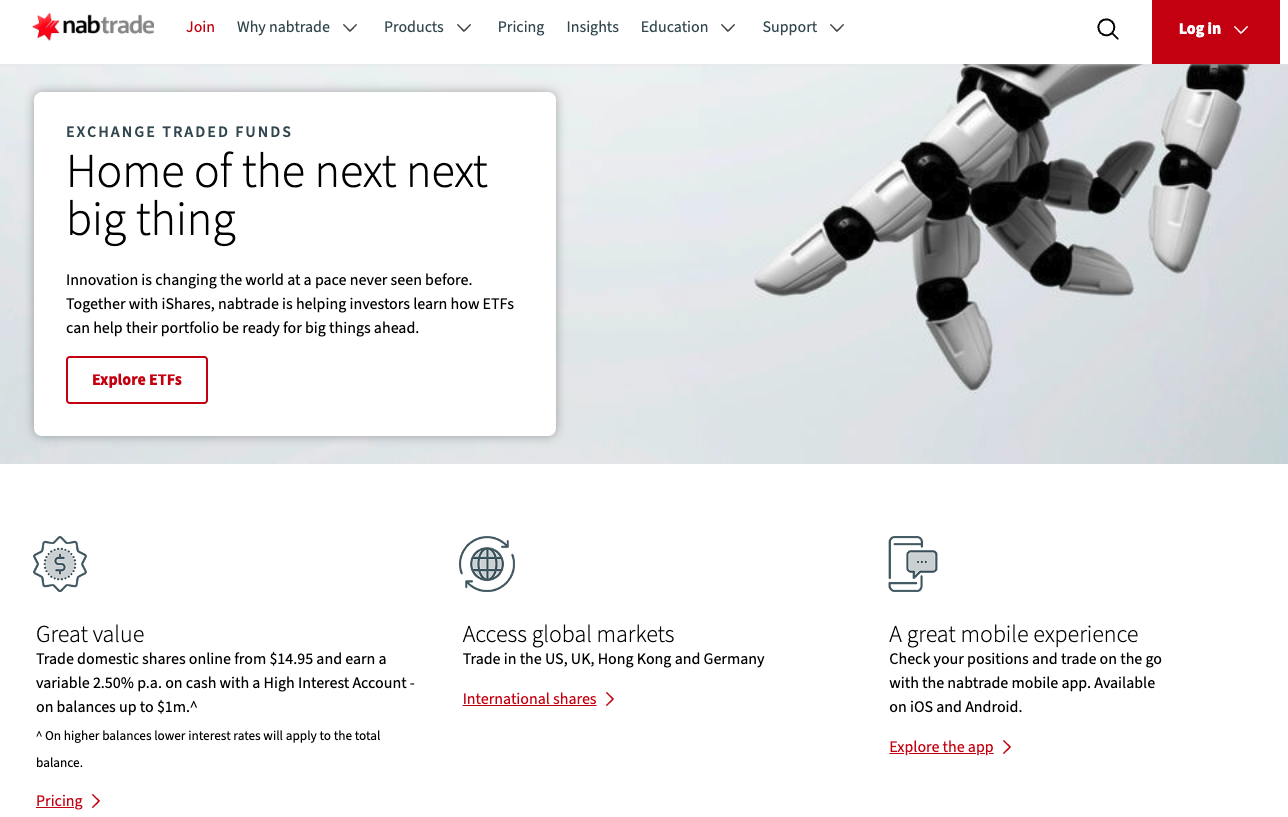 nabtrade
Join
Why nabtrade
Products
Pricing
Insights
Education
Support
Log in
EXCHANGE TRADED FUNDS
Home of the next next
big thing
Innovation is changing the world at a pace never seen before.
Together with iShares, nabtrade is helping investors learn how ETFs
can help their portfolio be ready for big things ahead.
Explore ETFs
$
Great value
Trade domestic shares online from $14.95 and earn a
variable 2.50% p.a. on cash with a High Interest Account -
on balances up to $1m.^
^ On higher balances lower interest rates will apply to the total
balance.
Pricing
Access global markets
Trade in the US, UK, Hong Kong and Germany
International shares
A great mobile experience
Check your positions and trade on the go
with the nabtrade mobile app. Available
on iOS and Android.
Explore the app